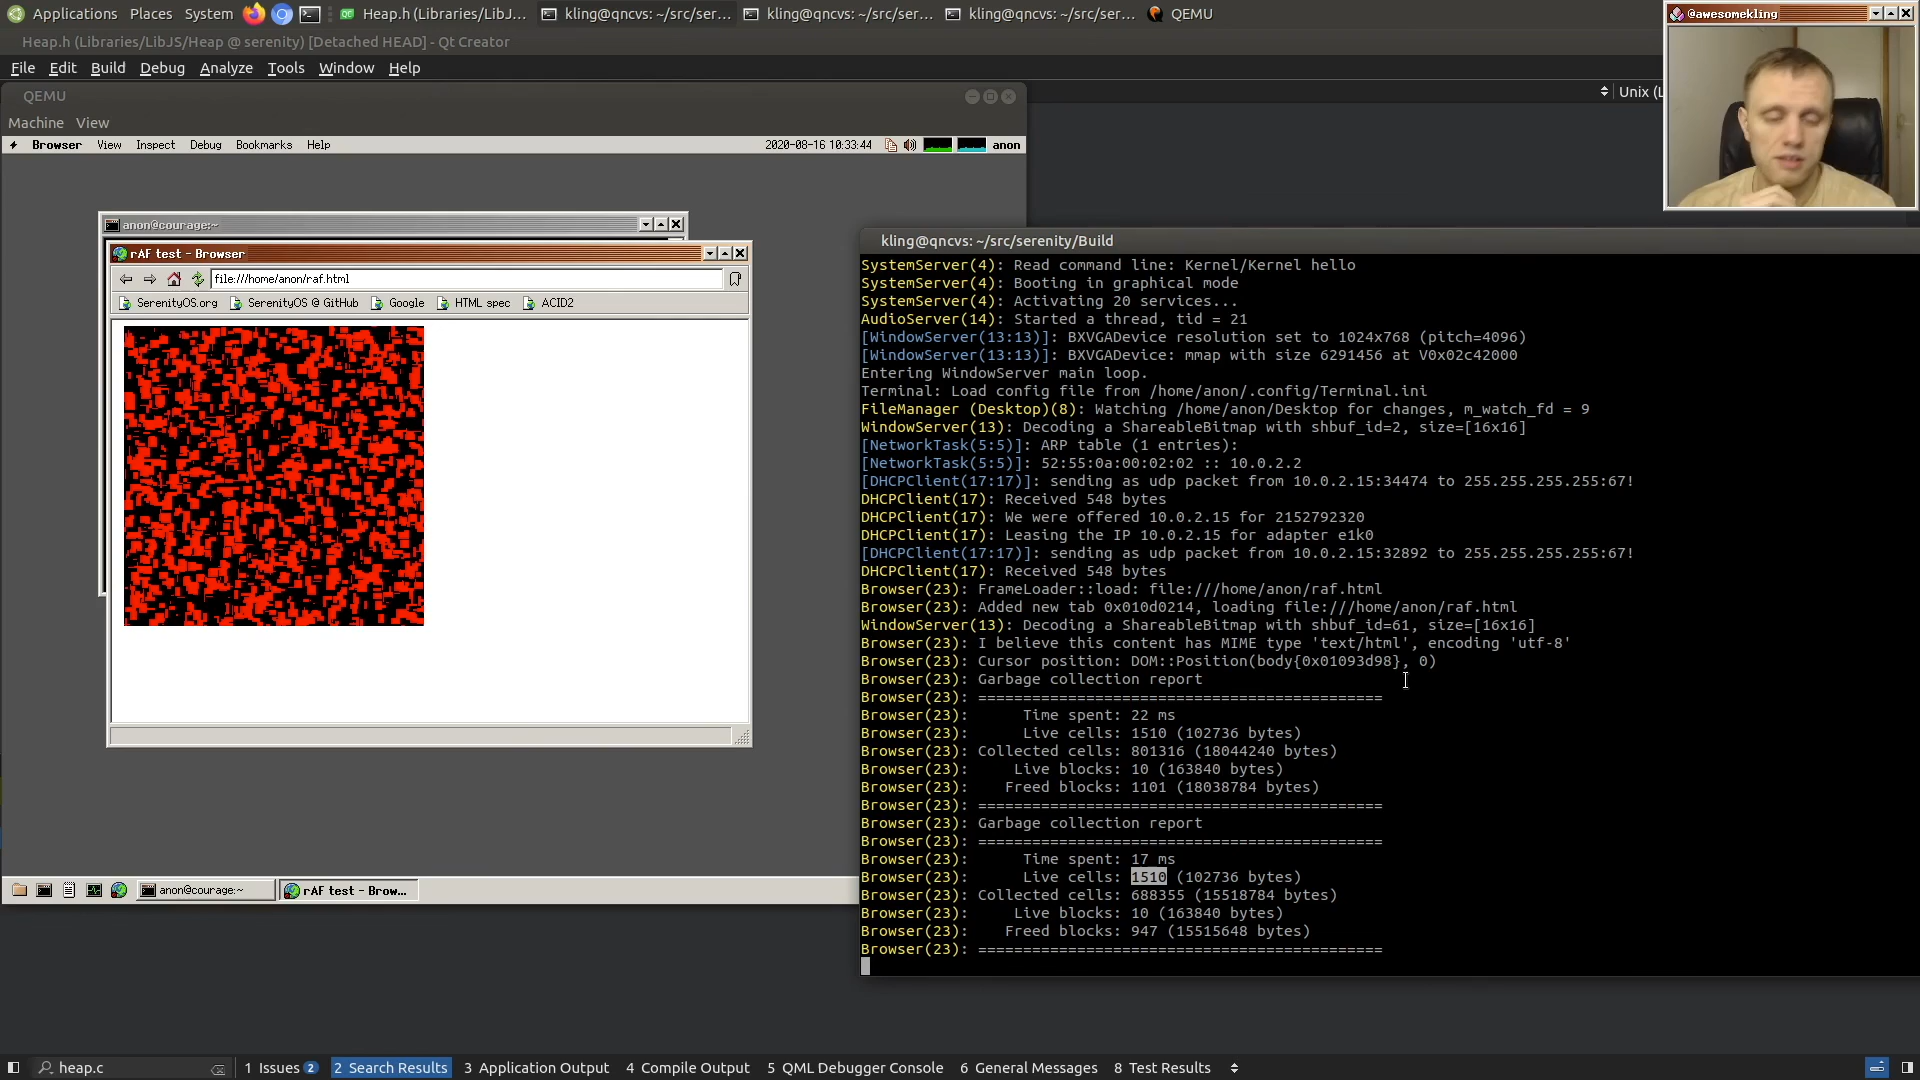 Applications Places System Heap.h (Libraries/LibJ... kling@qncvs: ~/src/ser... kling@qncvs: ~/src/ser... kling@qncvs: ~/src/ser... QEMU
@awesomekling
Heap.h (Libraries/LibJS/Heap @ serenity) [Detached HEAD] - Qt Creator
File Edit Build Debug Analyze Tools Window Help
Unix (L
QEMU
Machine View
Browser View Inspect Debug Bookmarks Help 2020-08-16 10:33:44 anon
anon@courage:~
rAF test - Browser
file:///home/anon/raf.html
SerenityOS.org SerenityOS @ GitHub Google HTML spec ACID2
anon@courage:~ rAF test - Brow...
kling@qncvs: ~/src/serenity/Build
SystemServer(4): Read command line: Kernel/Kernel hello
SystemServer(4): Booting in graphical mode
SystemServer(4): Activating 20 services...
AudioServer(14): Started a thread, tid = 21
[WindowServer(13:13)]: BXVGADevice resolution set to 1024x768 (pitch=4096)
[WindowServer(13:13)]: BXVGADevice: mmap with size 6291456 at V0x02c42000
Entering WindowServer main loop.
Terminal: Load config file from /home/anon/.config/Terminal.ini
FileManager (Desktop)(8): Watching /home/anon/Desktop for changes, m_watch_fd = 9
WindowServer(13): Decoding a ShareableBitmap with shbuf_id=2, size=[16x16]
[NetworkTask(5:5)]: ARP table (1 entries):
[NetworkTask(5:5)]: 52:55:0a:00:02:02 :: 10.0.2.2
[DHCPClient(17:17)]: sending as udp packet from 10.0.2.15:34474 to 255.255.255.255:67!
DHCPClient(17): Received 548 bytes
DHCPClient(17): We were offered 10.0.2.15 for 2152792320
DHCPClient(17): Leasing the IP 10.0.2.15 for adapter e1k0
[DHCPClient(17:17)]: sending as udp packet from 10.0.2.15:32892 to 255.255.255.255:67!
DHCPClient(17): Received 548 bytes
Browser(23): FrameLoader::load: file:///home/anon/raf.html
Browser(23): Added new tab 0x010d0214, loading file:///home/anon/raf.html
WindowServer(13): Decoding a ShareableBitmap with shbuf_id=61, size=[16x16]
Browser(23): I believe this content has MIME type 'text/html', encoding 'utf-8'
Browser(23): Cursor position: DOM::Position(body{0x01093d98}, 0)
Browser(23): Garbage collection report
Browser(23): =============================================
Browser(23): Time spent: 22 ms
Browser(23): Live cells: 1510 (102736 bytes)
Browser(23): Collected cells: 801316 (18044240 bytes)
Browser(23): Live blocks: 10 (163840 bytes)
Browser(23): Freed blocks: 1101 (18038784 bytes)
Browser(23): =============================================
Browser(23): Garbage collection report
Browser(23): =============================================
Browser(23): Time spent: 17 ms
Browser(23): Live cells: 1510 (102736 bytes)
Browser(23): Collected cells: 688355 (15518784 bytes)
Browser(23): Live blocks: 10 (163840 bytes)
Browser(23): Freed blocks: 947 (15515648 bytes)
Browser(23): =============================================
heap.c 1 Issues 2 2 Search Results 3 Application Output 4 Compile Output 5 QML Debugger Console 6 General Messages 8 Test Results